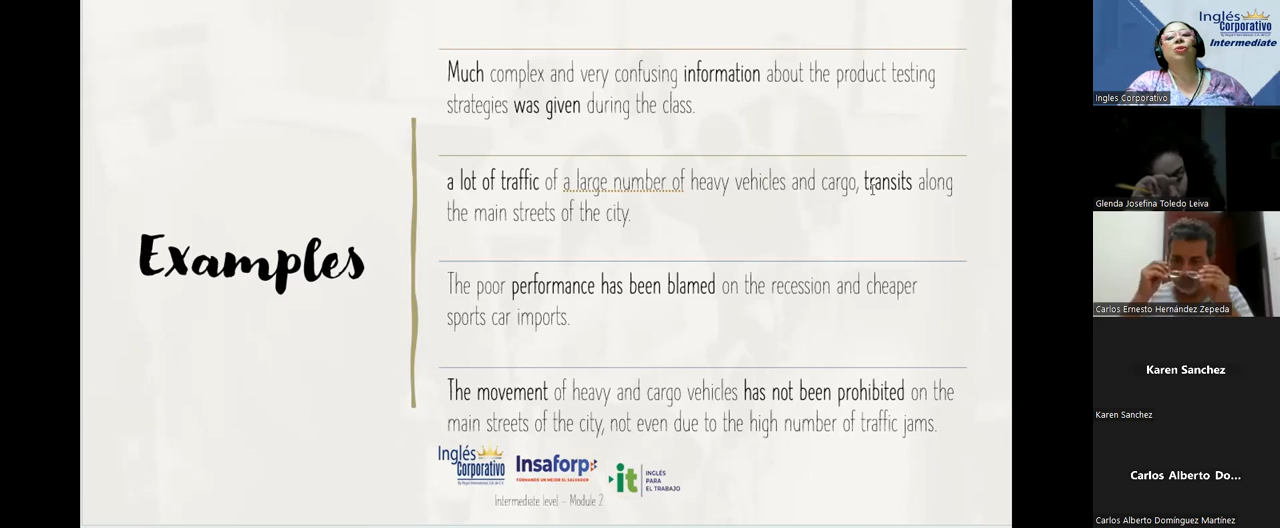 Examples
Much complex and very confusing information about the product testing
strategies was given during the class.
a lot of traffic of a large number of heavy vehicles and cargo, transits along
the main streets of the city.
The poor performance has been blamed on the recession and cheaper
sports car imports.
The movement of heavy and cargo vehicles has not been prohibited on the
main streets of the city, not even due to the high number of traffic jams.
Inglés
Corporativo
Insaforp
FORMANDO UN MEJOR EL SALVADOR
it
INGLÉS
PARA
EL TRABAJO
Intermediate level - Module 2
Inglés
Corporativo
Intermediate
Ingles Corporativo
Glenda Josefina Toledo Leiva
Carlos Ernesto Hernández Zepeda
Karen Sanchez
Karen Sanchez
Carlos Alberto Do...
Carlos Alberto Domínguez Martínez